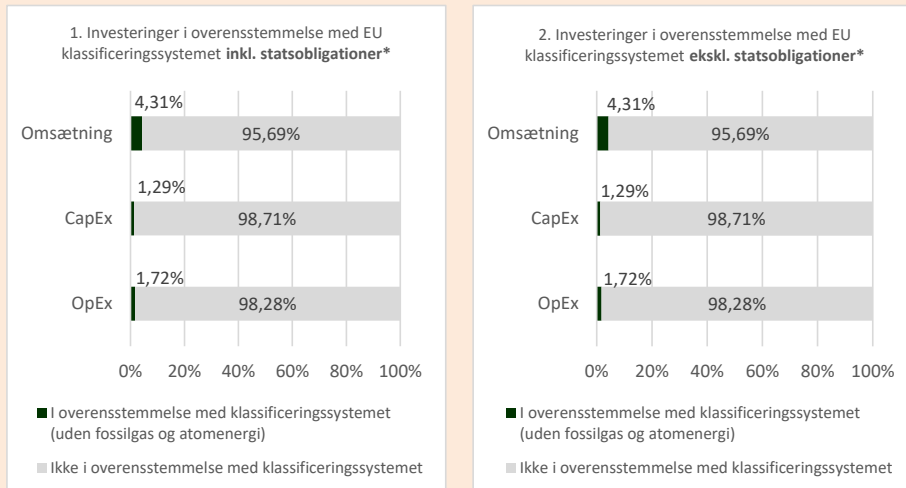 1. Investeringer i overensstemmelse med EU
klassificeringssystemet inkl. statsobligationer*
4,31%
Omsætning
95,69%
1,29%
CapEx
98,71%
1,72%
OpEx
98,28%
0% 20% 40% 60% 80% 100%
I overensstemmelse med klassificeringssystemet
(uden fossilgas og atomenergi)
Ikke i overensstemmelse med klassificeringssystemet
2. Investeringer i overensstemmelse med EU
klassificeringssystemet ekskl. statsobligationer*
4,31%
Omsætning
95,69%
1,29%
CapEx
98,71%
1,72%
OpEx
98,28%
0% 20% 40% 60% 80% 100%
I overensstemmelse med klassificeringssystemet
(uden fossilgas og atomenergi)
Ikke i overensstemmelse med klassificeringssystemet